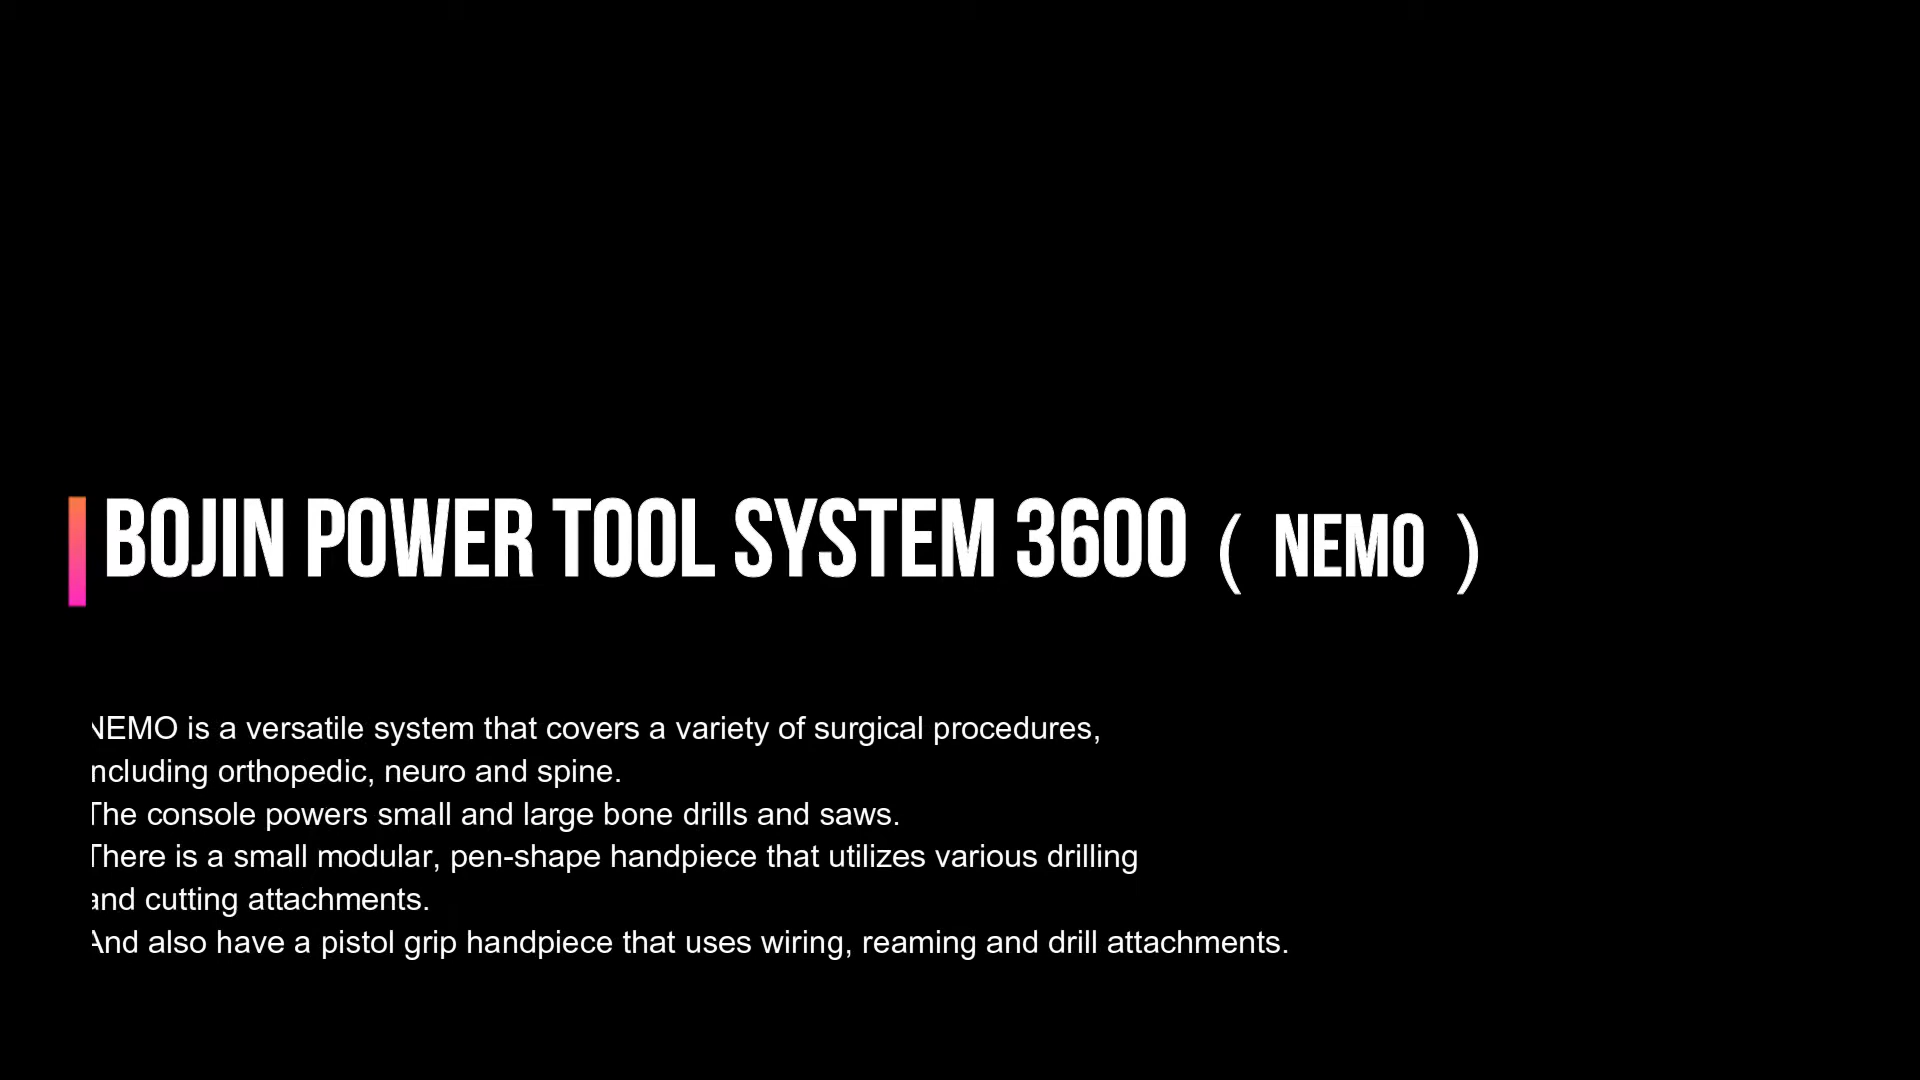 BOJIN POWER TOOL SYSTEM 3600 ( NEMO )
NEMO is a versatile system that covers a variety of surgical procedures,
ncluding orthopedic, neuro and spine.
The console powers small and large bone drills and saws.
There is a small modular, pen-shape handpiece that utilizes various drilling
and cutting attachments.
And also have a pistol grip handpiece that uses wiring, reaming and drill attachments.